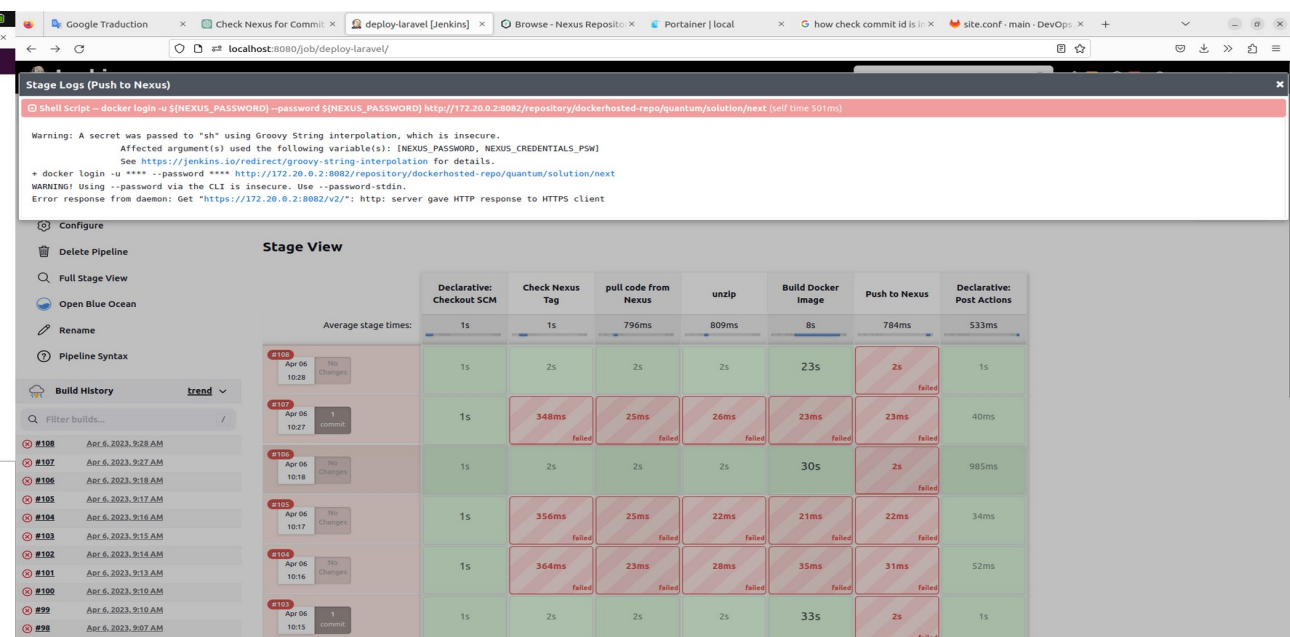 Google Traduction
Check Nexus for Commit
deploy-laravel [Jenkins]
Browse - Nexus Reposito
Portainer | local
how check commit id is in
site.conf · main · DevOps
localhost:8080/job/deploy-laravel/
Stage Logs (Push to Nexus)
Shell Script -- docker login -u ${NEXUS_PASSWORD} --password ${NEXUS_PASSWORD} http://172.20.0.2:8082/repository/dockerhosted-repo/quantum/solution/next (self time 501ms)
Warning: A secret was passed to "sh" using Groovy String interpolation, which is insecure.
Affected argument(s) used the following variable(s): [NEXUS_PASSWORD, NEXUS_CREDENTIALS_PSW]
See https://jenkins.io/redirect/groovy-string-interpolation for details.
+ docker login -u **** --password **** http://172.20.0.2:8082/repository/dockerhosted-repo/quantum/solution/next
WARNING! Using --password via the CLI is insecure. Use --password-stdin.
Error response from daemon: Get "https://172.20.0.2:8082/v2/": http: server gave HTTP response to HTTPS client
Configure
Delete Pipeline
Full Stage View
Open Blue Ocean
Rename
Pipeline Syntax
Build History trend
Filter builds... /
#108 Apr 6, 2023, 9:28 AM
#107 Apr 6, 2023, 9:27 AM
#106 Apr 6, 2023, 9:18 AM
#105 Apr 6, 2023, 9:17 AM
#104 Apr 6, 2023, 9:16 AM
#103 Apr 6, 2023, 9:15 AM
#102 Apr 6, 2023, 9:14 AM
#101 Apr 6, 2023, 9:13 AM
#100 Apr 6, 2023, 9:10 AM
#99 Apr 6, 2023, 9:10 AM
#98 Apr 6, 2023, 9:07 AM
Stage View
Declarative: Checkout SCM
Check Nexus Tag
pull code from Nexus
unzip
Build Docker Image
Push to Nexus
Declarative: Post Actions
Average stage times: 1s 1s 796ms 809ms 8s 784ms 533ms
#108
Apr 06 No Changes
10:28
1s 2s 2s 2s 23s 2s failed 1s
#107
Apr 06 1 commit
10:27
1s 348ms failed 25ms failed 26ms failed 23ms failed 23ms failed 40ms
#106
Apr 06 No Changes
10:18
1s 2s 2s 2s 30s 2s failed 985ms
#105
Apr 06 No Changes
10:17
1s 356ms failed 25ms failed 22ms failed 21ms failed 22ms failed 34ms
#104
Apr 06 No Changes
10:16
1s 364ms failed 23ms failed 28ms failed 35ms failed 31ms failed 52ms
#103
Apr 06 1 commit
10:15
1s 2s 2s 2s 33s 2s failed 1s